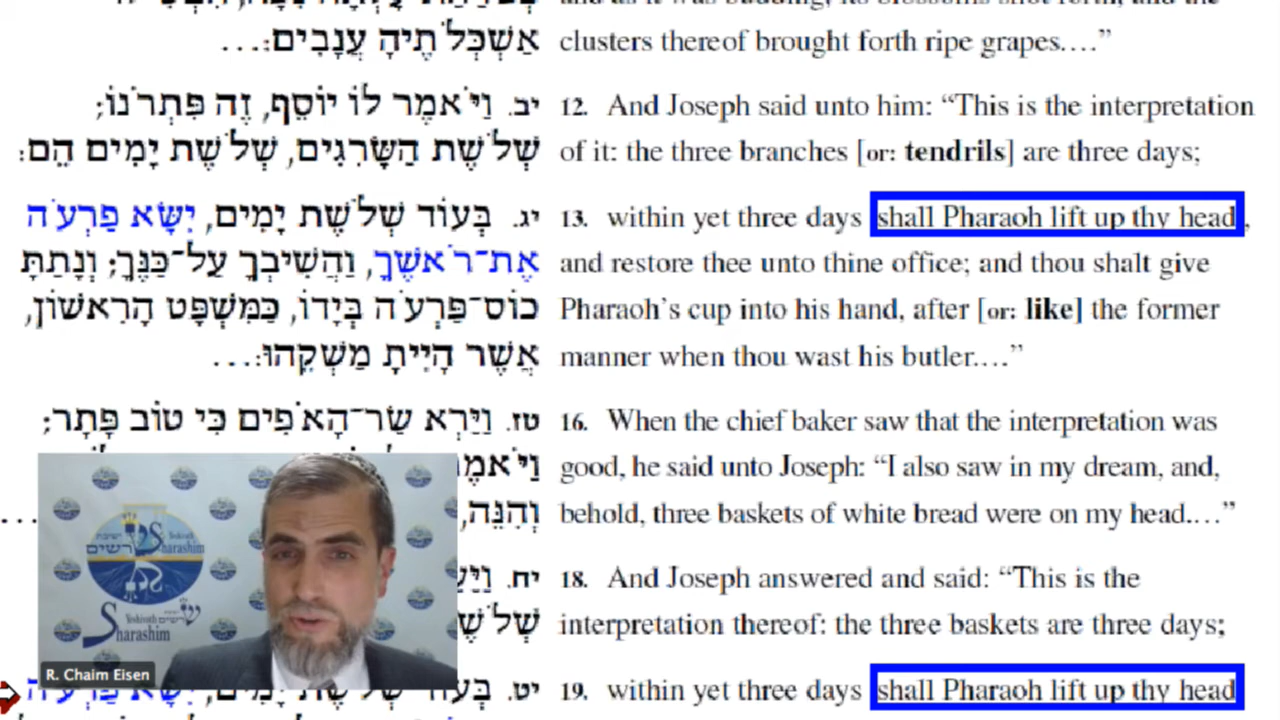 clusters thereof brought forth ripe grapes....”
אַשְׁכְּלֹתֶיהָ עֲנָבִים:...
12. And Joseph said unto him: “This is the interpretation
of it: the three branches [or: tendrils] are three days;
יב. וַיֹּאמֶר לוֹ יוֹסֵף, זֶה פִּתְרֹנוֹ;
שְׁלֹשֶׁת הַשָּׂרִגִים, שְׁלֹשֶׁת יָמִים הֵם:
13. within yet three days shall Pharaoh lift up thy head,
and restore thee unto thine office; and thou shalt give
Pharaoh’s cup into his hand, after [or: like] the former
manner when thou wast his butler....”
יג. בְּעוֹד שְׁלֹשֶׁת יָמִים, יִשָּׂא פַרְעֹה
אֶת־רֹאשֶׁךָ, וַהֲשִׁיבְךָ עַל־כַּנֶּךָ; וְנָתַתָּ
כוֹס־פַּרְעֹה בְּיָדוֹ, כַּמִּשְׁפָּט הָרִאשׁוֹן,
אֲשֶׁר הָיִיתָ מַשְׁקֵהוּ:...
16. When the chief baker saw that the interpretation was
good, he said unto Joseph: “I also saw in my dream, and,
behold, three baskets of white bread were on my head....”
טז. וַיַּרְא שַׂר־הָאֹפִים כִּי טוֹב פָּתָר;
וְהִנֵּה,
18. And Joseph answered and said: “This is the
interpretation thereof: the three baskets are three days;
יח.
19. within yet three days shall Pharaoh lift up thy head
יט.
Yeshivath
Sharashim
ישיבת
שרשים
Sharashim
Yeshivath
R. Chaim Eisen